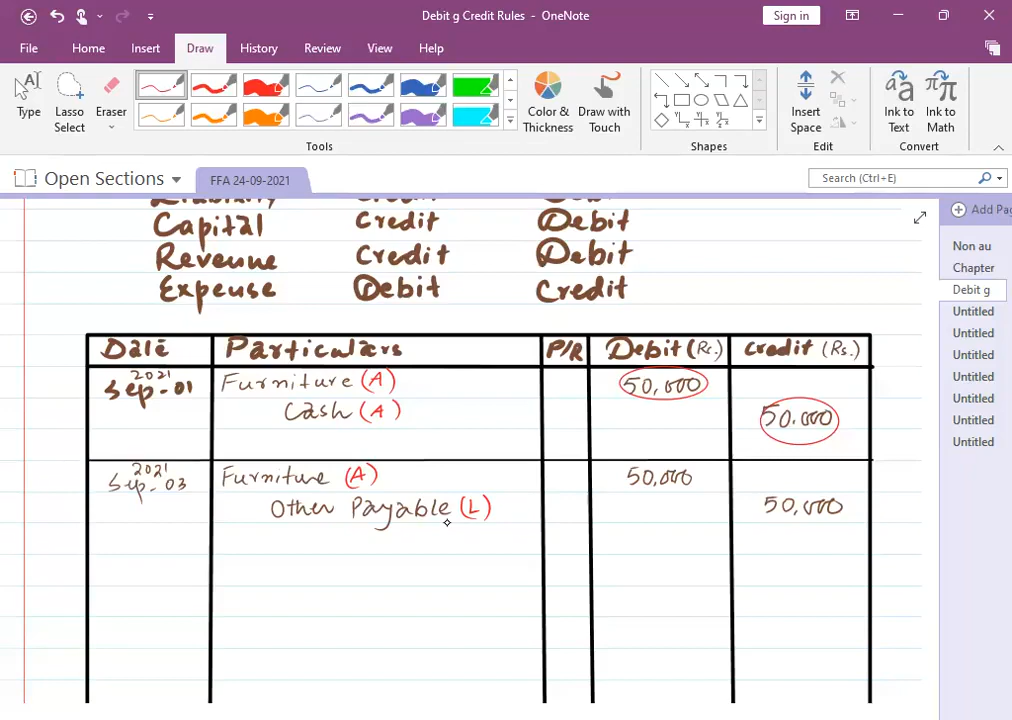 Debit g Credit Rules - OneNote
Sign in
File Home Insert Draw History Review View Help
Type
Lasso Select
Eraser
Color & Thickness
Draw with Touch
Insert Space
Ink to Text
Ink to Math
Tools Shapes Edit Convert
Open Sections FFA 24-09-2021 Search (Ctrl+E)
Add Pag
Non au
Chapter
Debit g
Untitled
Untitled
Untitled
Untitled
Untitled
Untitled
Untitled
Capital Credit Debit
Revenue Credit Debit
Expense Debit Credit
Date Particulars P/R Debit (Rs.) Credit (Rs.)
2021
Sep-01 Furniture (A) 50,000
Cash (A) 50,000
2021
Sep-03 Furniture (A) 50,000
Other Payable (L) 50,000